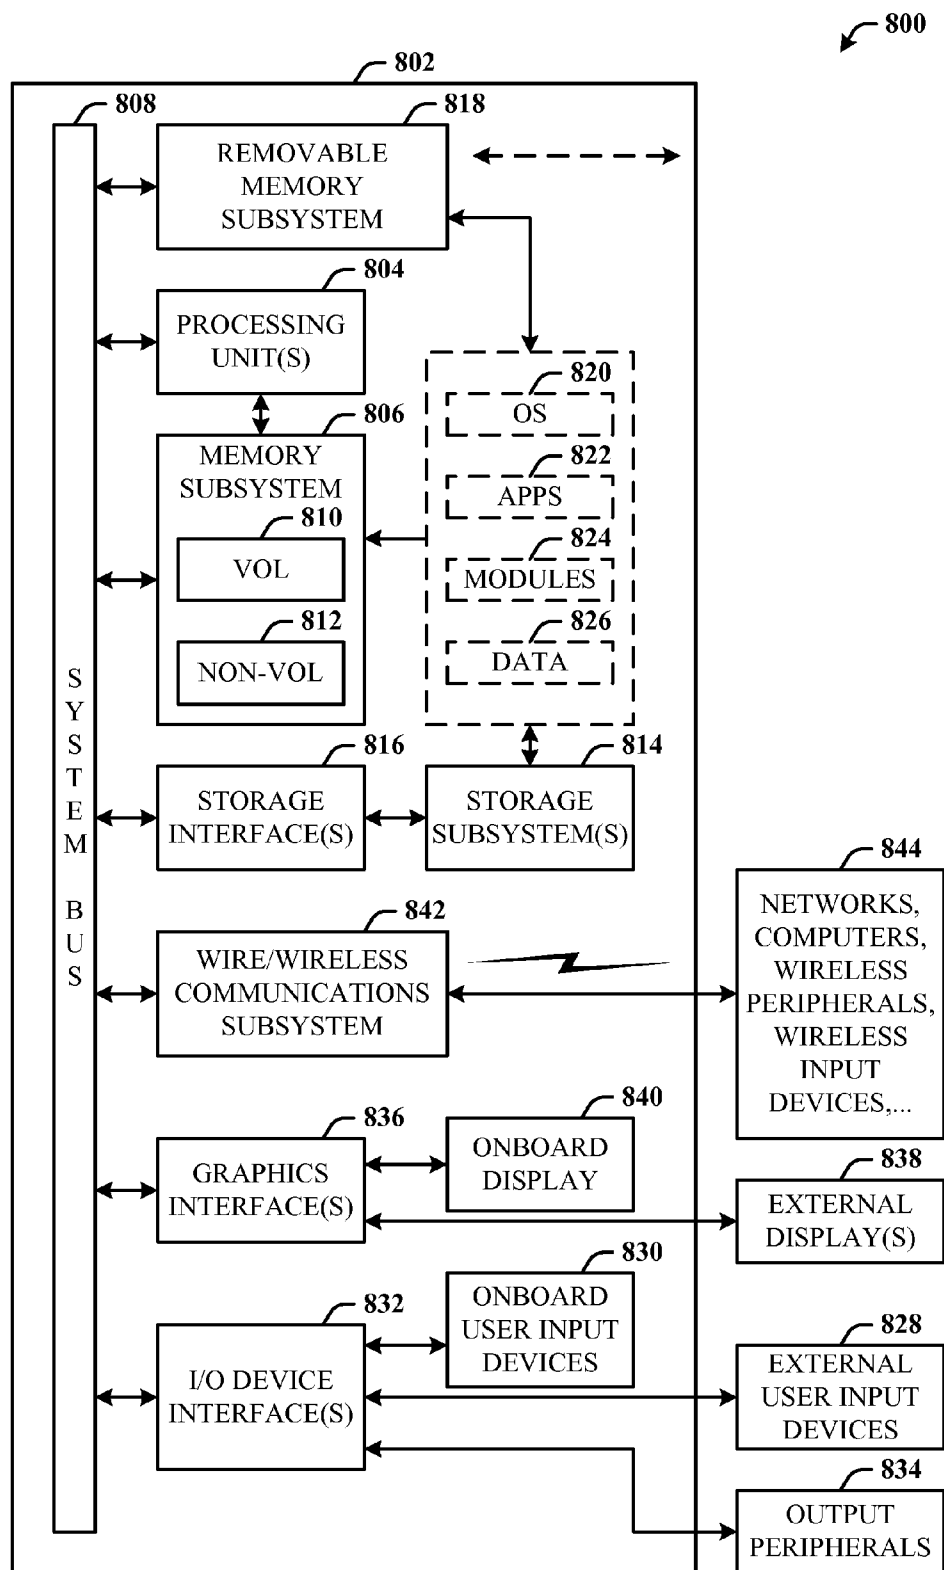 800
802
808
818
REMOVABLE
MEMORY
SUBSYSTEM
804
PROCESSING
UNIT(S)
806
MEMORY
SUBSYSTEM
810
VOL
812
NON-VOL
820
OS
822
APPS
824
MODULES
826
DATA
816
STORAGE
INTERFACE(S)
814
STORAGE
SUBSYSTEM(S)
SYSTEM BUS
842
WIRE/WIRELESS
COMMUNICATIONS
SUBSYSTEM
844
NETWORKS,
COMPUTERS,
WIRELESS
PERIPHERALS,
WIRELESS
INPUT
DEVICES,...
836
GRAPHICS
INTERFACE(S)
840
ONBOARD
DISPLAY
838
EXTERNAL
DISPLAY(S)
832
I/O DEVICE
INTERFACE(S)
830
ONBOARD
USER INPUT
DEVICES
828
EXTERNAL
USER INPUT
DEVICES
834
OUTPUT
PERIPHERALS